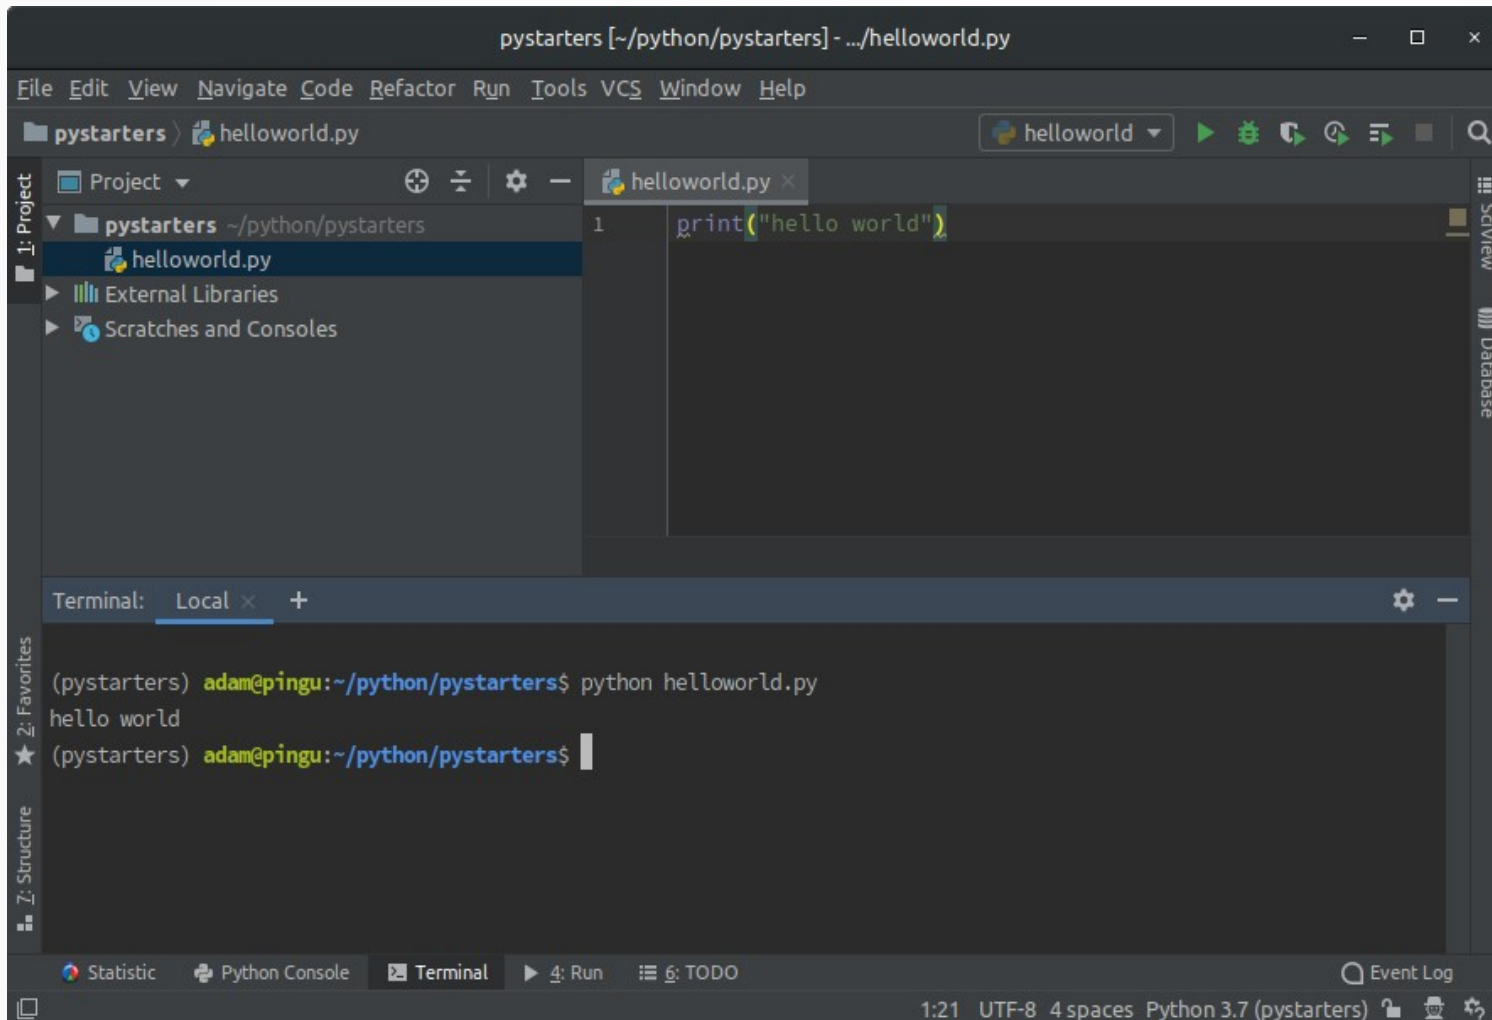 pystarters [~/python/pystarters] - .../helloworld.py
File Edit View Navigate Code Refactor Run Tools VCS Window Help
pystarters helloworld.py helloworld
1: Project
Project
helloworld.py
pystarters ~/python/pystarters
helloworld.py
External Libraries
Scratches and Consoles
1 print("hello world")
SciView
Database
Terminal: Local +
(pystarters) adam@pingu:~/python/pystarters$ python helloworld.py
hello world
(pystarters) adam@pingu:~/python/pystarters$
2: Favorites
7: Structure
Statistic Python Console Terminal 4: Run 6: TODO Event Log
1:21 UTF-8 4 spaces Python 3.7 (pystarters)